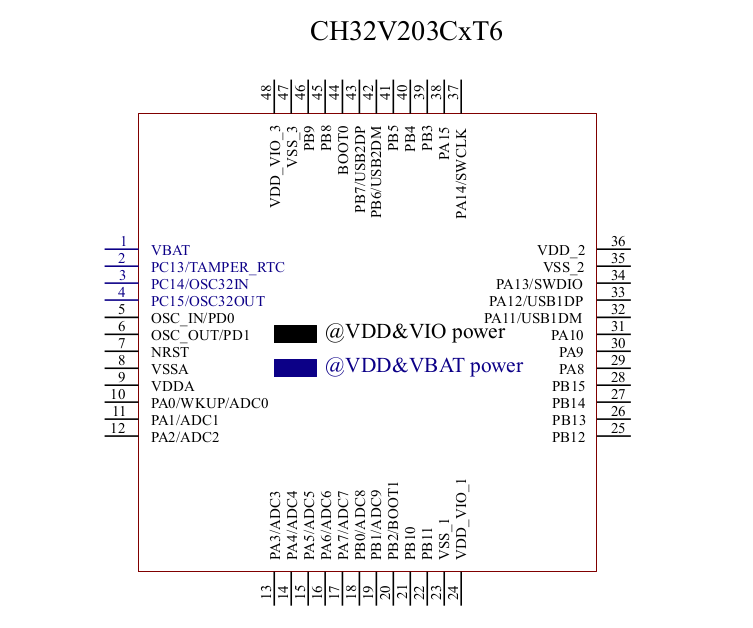 CH32V203CxT6
48 47 46 45 44 43 42 41 40 39 38 37
VDD_VIO_3
VSS_3
PB9
PB8
BOOT0
PB7/USB2DP
PB6/USB2DM
PB5
PB4
PB3
PA15
PA14/SWCLK
1 VBAT
2 PC13/TAMPER_RTC
3 PC14/OSC32IN
4 PC15/OSC32OUT
5 OSC_IN/PD0
6 OSC_OUT/PD1
7 NRST
8 VSSA
9 VDDA
10 PA0/WKUP/ADC0
11 PA1/ADC1
12 PA2/ADC2
@VDD&VIO power
@VDD&VBAT power
VDD_2 36
VSS_2 35
PA13/SWDIO 34
PA12/USB1DP 33
PA11/USB1DM 32
PA10 31
PA9 30
PA8 29
PB15 28
PB14 27
PB13 26
PB12 25
PA3/ADC3
PA4/ADC4
PA5/ADC5
PA6/ADC6
PA7/ADC7
PB0/ADC8
PB1/ADC9
PB2/BOOT1
PB10
PB11
VSS_1
VDD_VIO_1
13 14 15 16 17 18 19 20 21 22 23 24